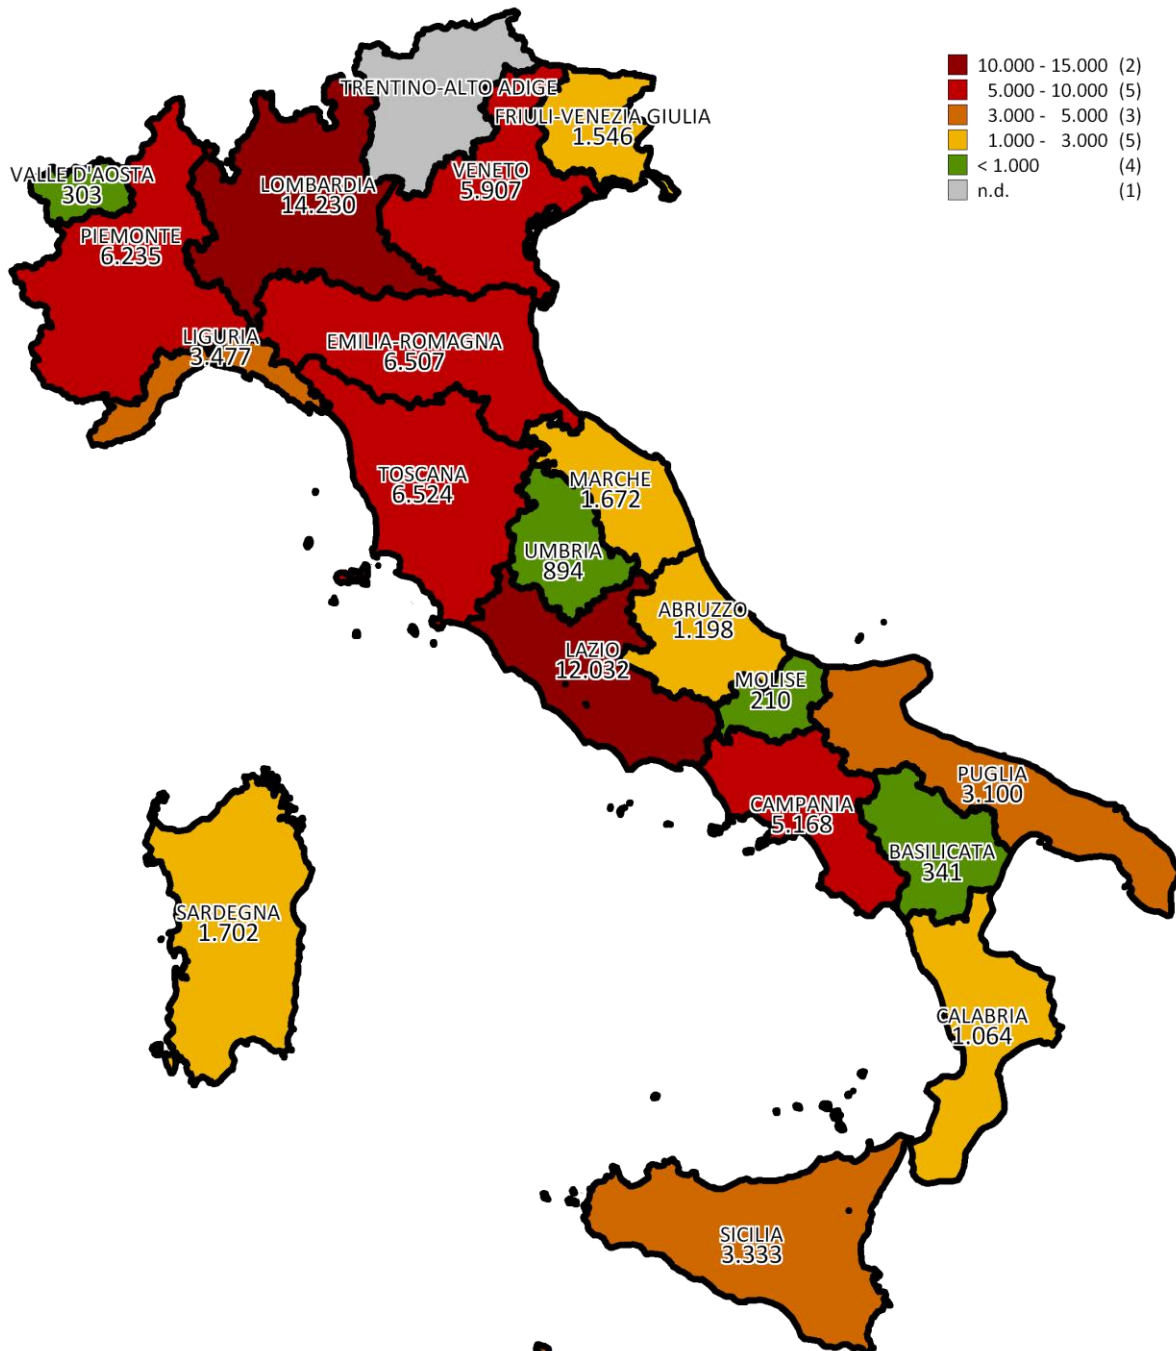 10.000 - 15.000 (2)
5.000 - 10.000 (5)
3.000 - 5.000 (3)
1.000 - 3.000 (5)
< 1.000 (4)
n.d. (1)
TRENTINO-ALTO ADIGE
FRIULI-VENEZIA GIULIA
1.546
VALLE D'AOSTA
303
LOMBARDIA
14.230
VENETO
5.907
PIEMONTE
6.235
LIGURIA
3.477
EMILIA-ROMAGNA
6.507
TOSCANA
6.524
MARCHE
1.672
UMBRIA
894
ABRUZZO
1.198
LAZIO
12.032
MOLISE
210
PUGLIA
3.100
CAMPANIA
5.168
BASILICATA
341
SARDEGNA
1.702
CALABRIA
1.064
SICILIA
3.333